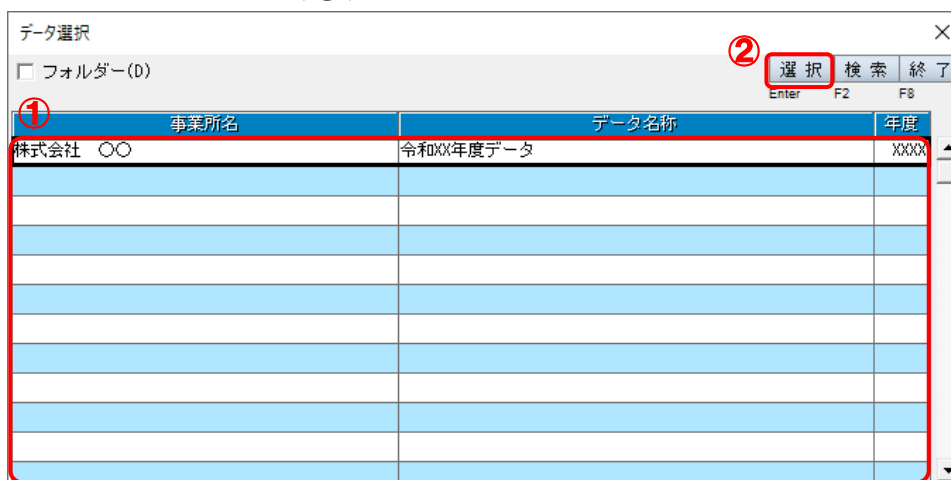 データ選択
②
フォルダー(D)
選択 検索 終了
Enter F2 F8
①
事業所名 データ名称 年度
株式会社 〇〇 令和XX年度データ XXXX